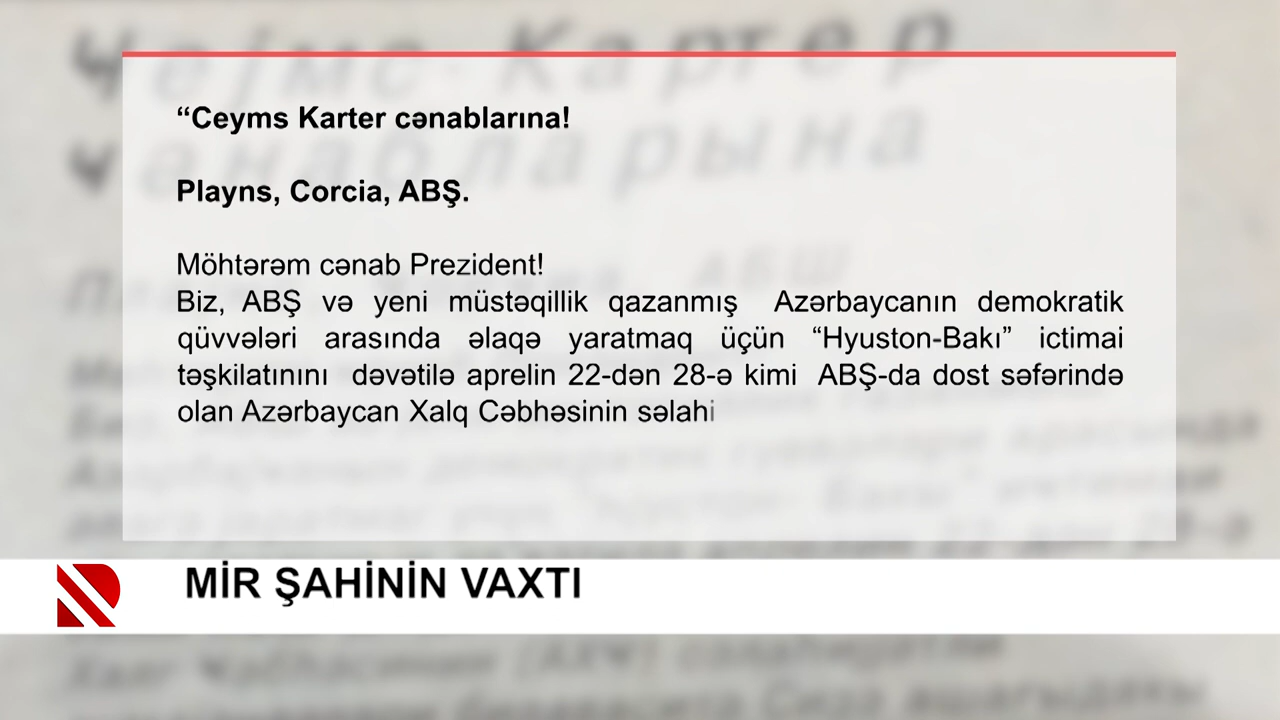 “Ceyms Karter cənablarına!
Playns, Corcia, ABŞ.
Möhtərəm cənab Prezident!
Biz, ABŞ və yeni müstəqillik qazanmış Azərbaycanın demokratik
qüvvələri arasında əlaqə yaratmaq üçün “Hyuston-Bakı” ictimai
təşkilatınını dəvətilə aprelin 22-dən 28-ə kimi ABŞ-da dost səfərində
olan Azərbaycan Xalq Cəbhəsinin səlahi
MİR ŞAHİNİN VAXTI